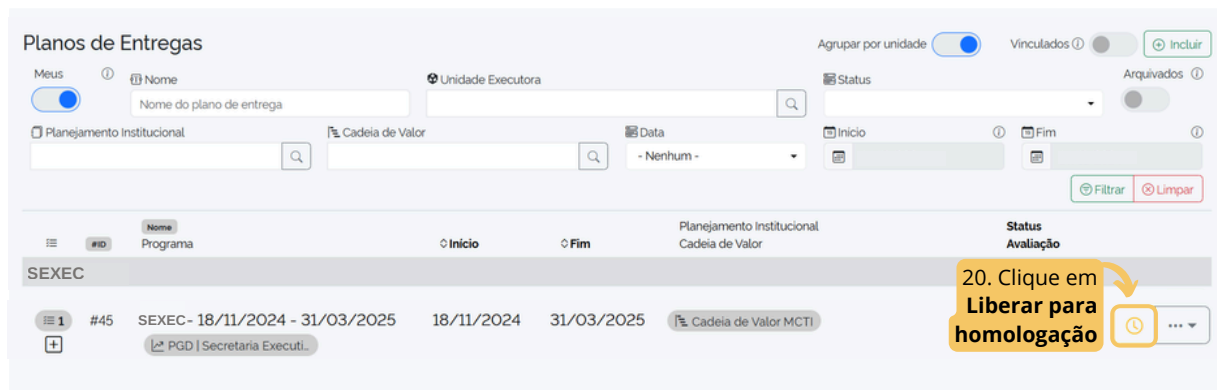 Planos de Entregas
Agrupar por unidade
Vinculados
Incluir
Meus
Nome
Unidade Executora
Status
Arquivados
Nome do plano de entrega
Planejamento Institucional
Cadeia de Valor
Data
Início
Fim
- Nenhum -
Filtrar
Limpar
Nome
Planejamento Institucional
Status
#ID
Programa
Início
Fim
Cadeia de Valor
Avaliação
SEXEC
20. Clique em
Liberar para
homologação
1
#45
SEXEC- 18/11/2024 - 31/03/2025
18/11/2024
31/03/2025
Cadeia de Valor MCTI
PGD | Secretaria Executi...